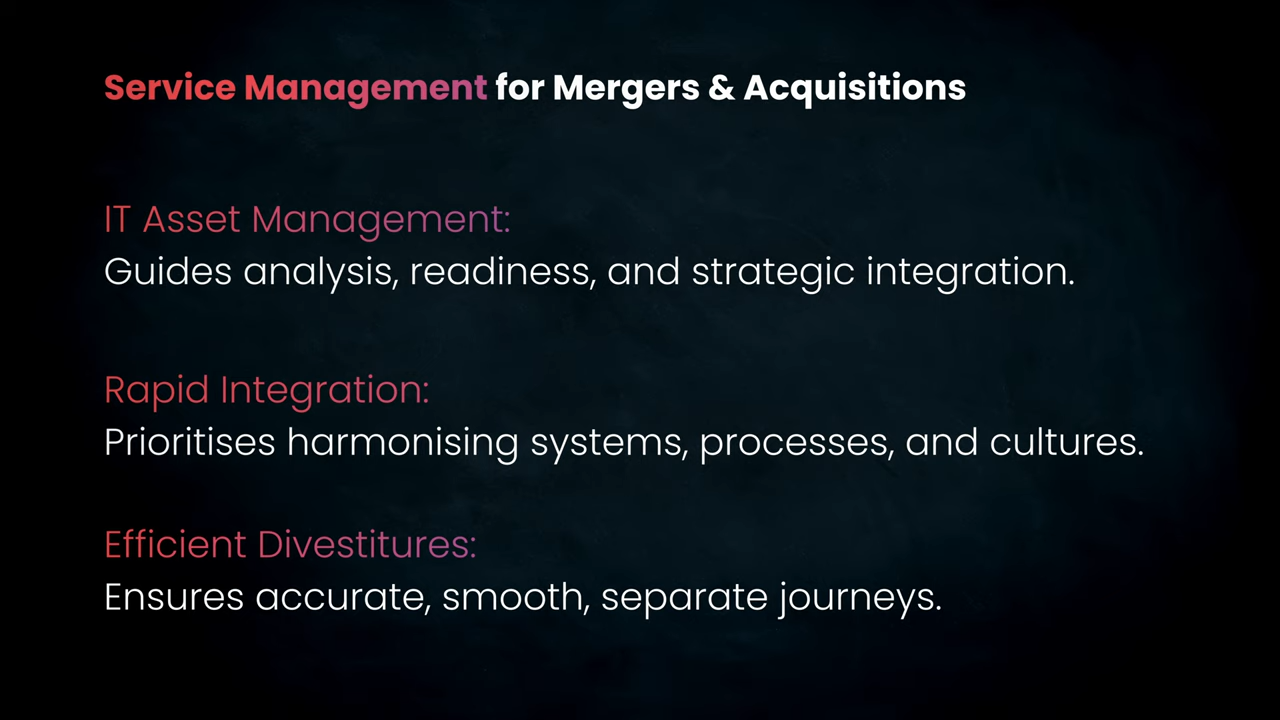 Service Management for Mergers & Acquisitions
IT Asset Management:
Guides analysis, readiness, and strategic integration.
Rapid Integration:
Prioritises harmonising systems, processes, and cultures.
Efficient Divestitures:
Ensures accurate, smooth, separate journeys.